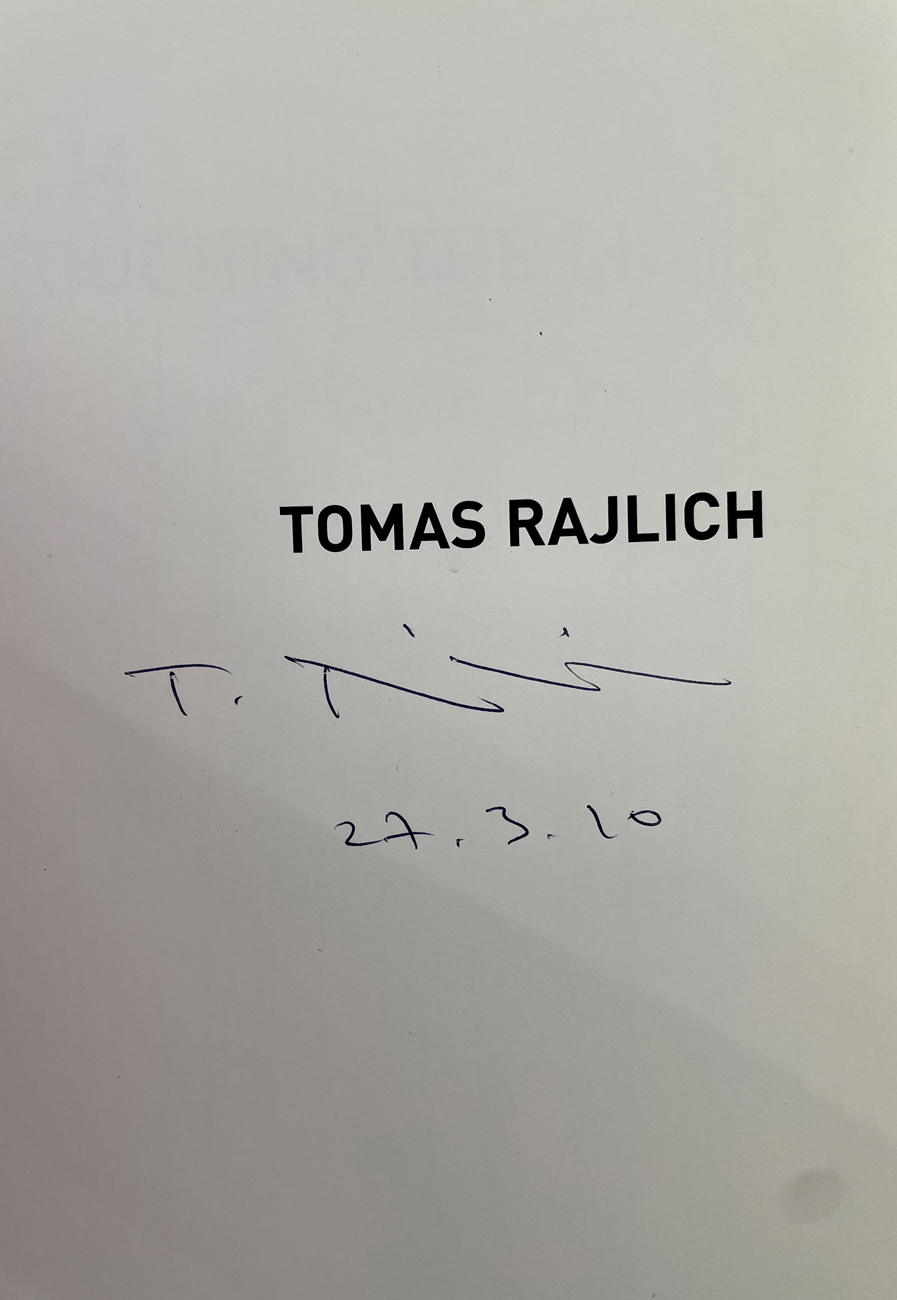 TOMAS RAJLICH
27.3.10